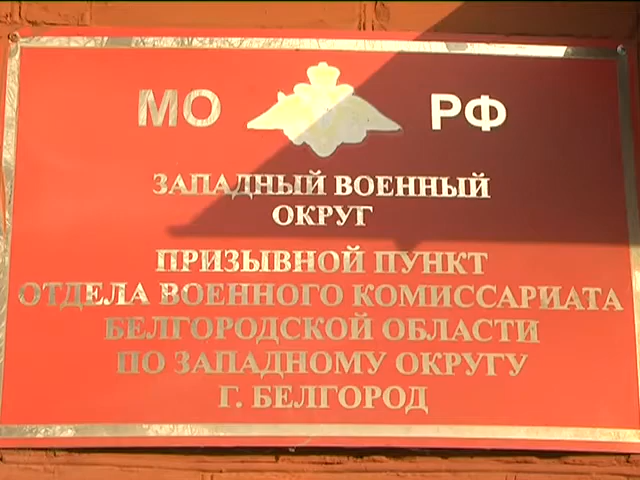 МО РФ
ЗАПАДНЫЙ ВОЕННЫЙ
ОКРУГ
ПРИЗЫВНОЙ ПУНКТ
ОТДЕЛА ВОЕННОГО КОМИССАРИАТА
БЕЛГОРОДСКОЙ ОБЛАСТИ
ПО ЗАПАДНОМУ ОКРУГУ
Г. БЕЛГОРОД